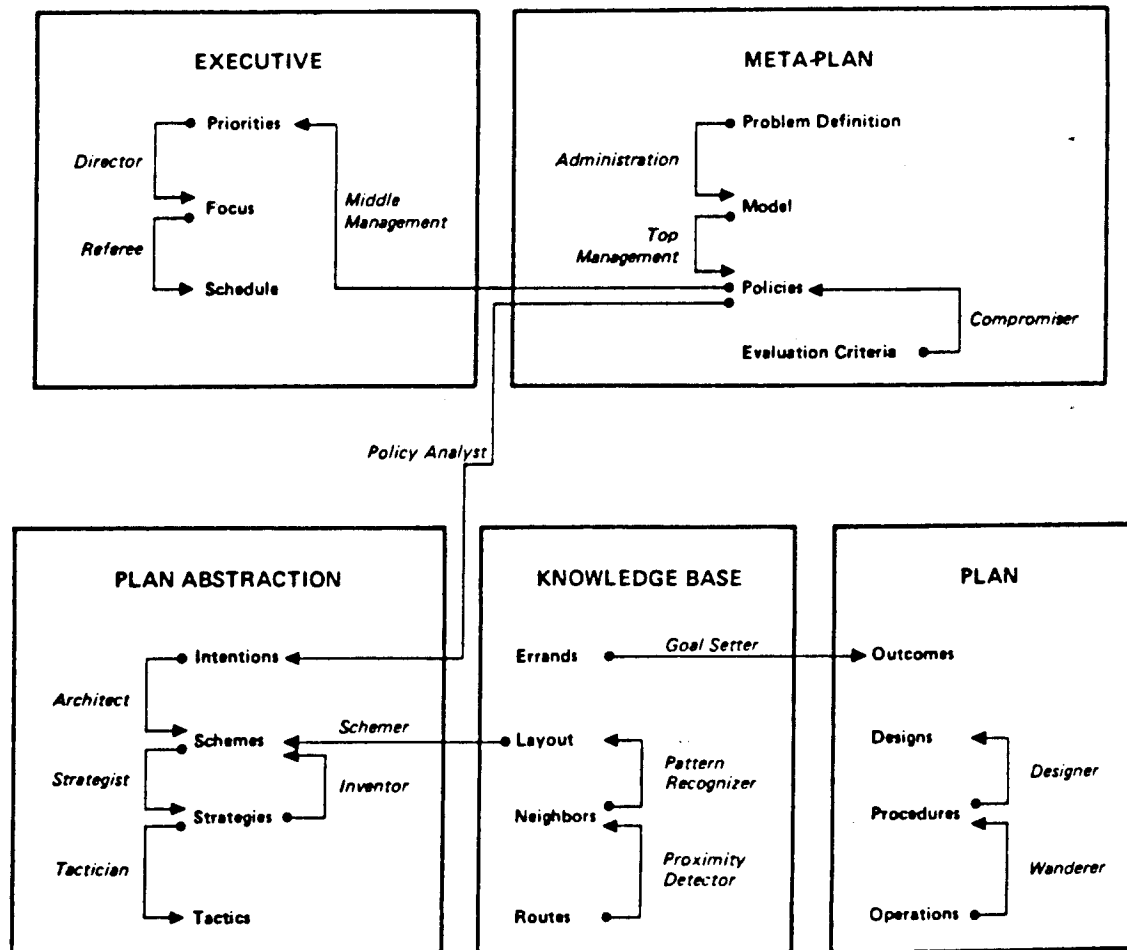 EXECUTIVE
Priorities
Director
Focus
Middle
Management
Referee
Schedule
META-PLAN
Problem Definition
Administration
Model
Top
Management
Policies
Compromiser
Evaluation Criteria
Policy Analyst
PLAN ABSTRACTION
Intentions
Architect
Schemes
Schemer
Strategist
Inventor
Strategies
Tactician
Tactics
KNOWLEDGE BASE
Errands
Goal Setter
Layout
Pattern
Recognizer
Neighbors
Proximity
Detector
Routes
PLAN
Outcomes
Designs
Designer
Procedures
Wanderer
Operations